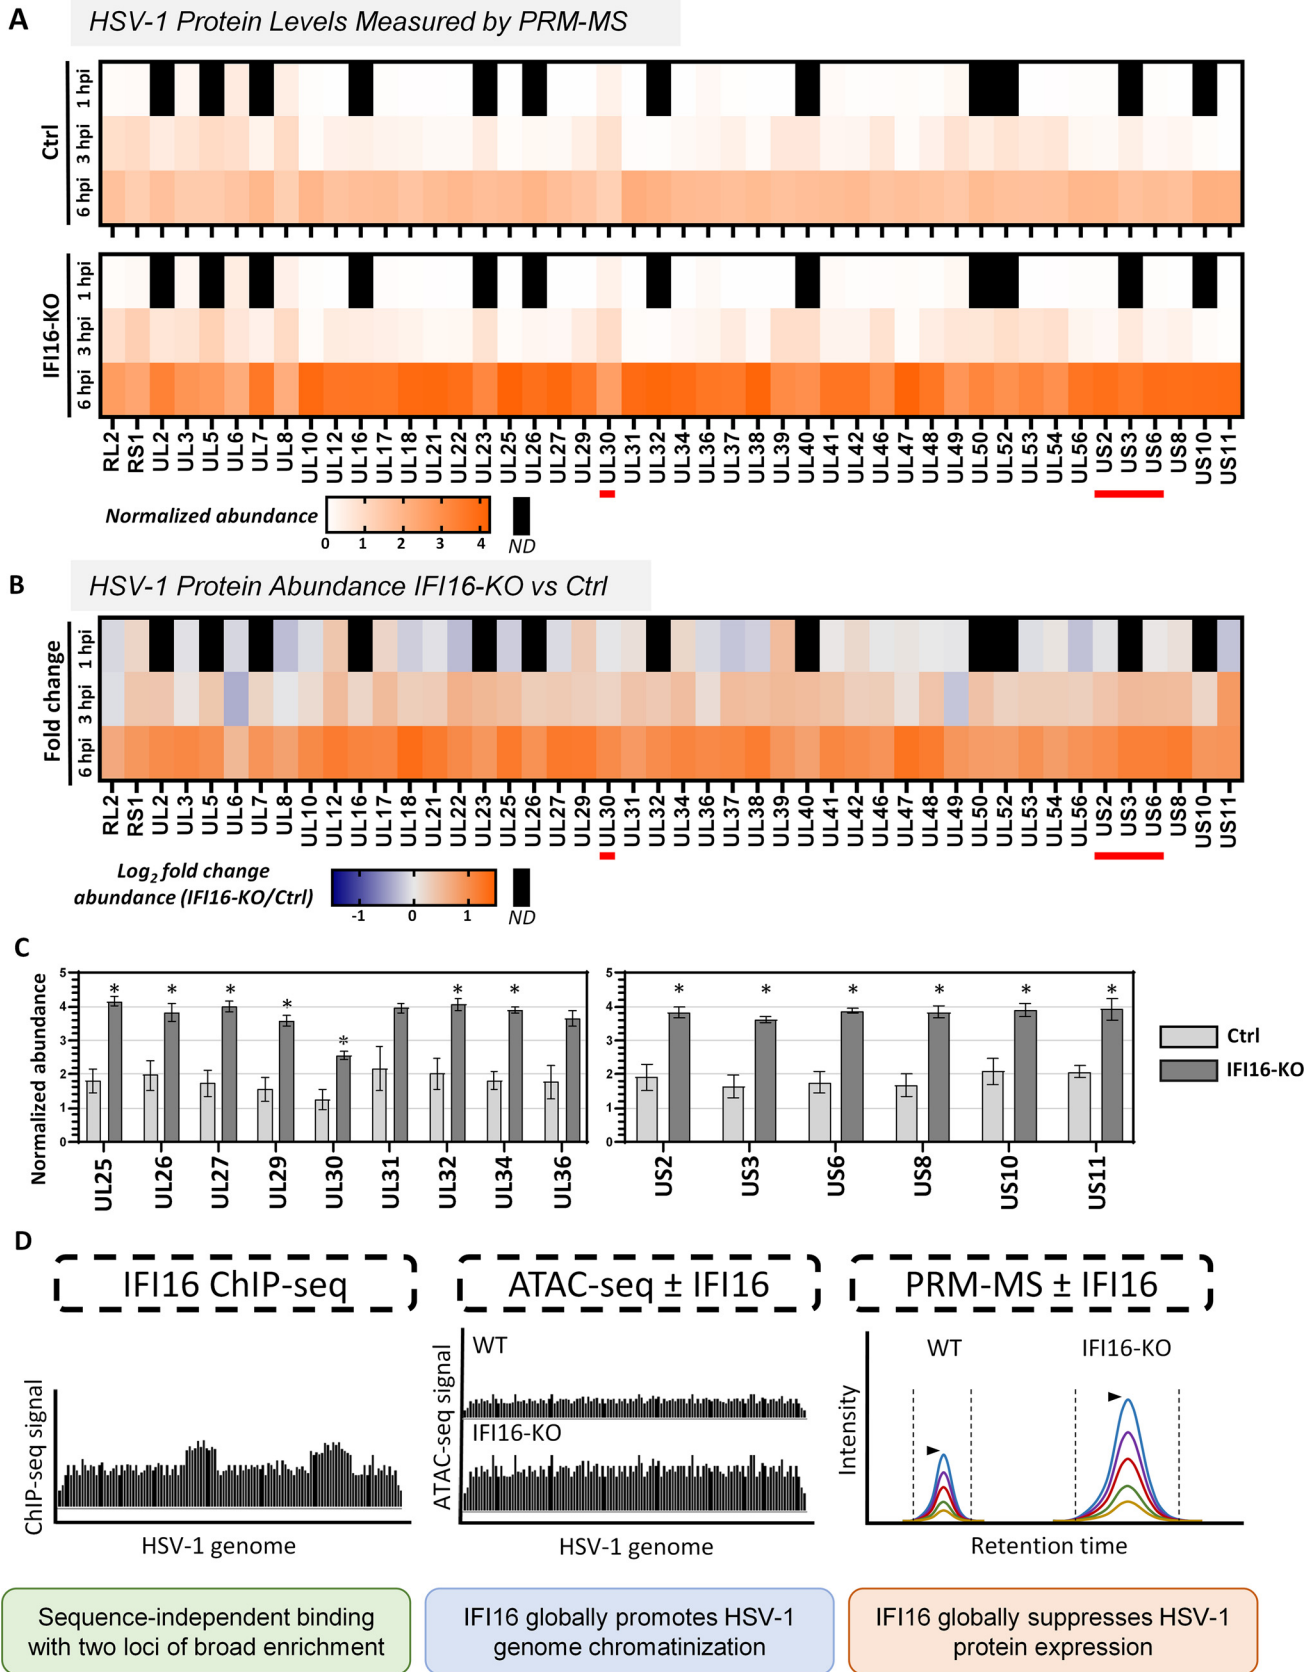 A
HSV-1 Protein Levels Measured by PRM-MS
Ctrl
1 hpi
3 hpi
6 hpi
IFI16-KO
1 hpi
3 hpi
6 hpi
RL2 RS1 UL2 UL3 UL5 UL6 UL7 UL8 UL10 UL12 UL16 UL18 UL21 UL22 UL23 UL25 UL26 UL27 UL29 UL30 UL31 UL32 UL34 UL36 UL37 UL38 UL39 UL40 UL41 UL42 UL46 UL47 UL48 UL49 UL50 UL52 UL53 UL54 UL56 US2 US3 US6 US8 US10 US11
Normalized abundance
0 1 2 3 4
ND
B
HSV-1 Protein Abundance IFI16-KO vs Ctrl
Fold change
1 hpi
3 hpi
6 hpi
RL2 RS1 UL2 UL3 UL5 UL6 UL7 UL8 UL10 UL12 UL16 UL18 UL21 UL22 UL23 UL25 UL26 UL27 UL29 UL30 UL31 UL32 UL34 UL36 UL37 UL38 UL39 UL40 UL41 UL42 UL46 UL47 UL48 UL49 UL50 UL52 UL53 UL54 UL56 US2 US3 US6 US8 US10 US11
Log2 fold change
abundance (IFI16-KO/Ctrl)
-1 0 1
ND
C
Normalized abundance
5
4
3
2
1
0
* * * * * * *
UL25 UL26 UL27 UL29 UL30 UL31 UL32 UL34 UL36
5
4
3
2
1
0
* * * * * *
US2 US3 US6 US8 US10 US11
Ctrl
IFI16-KO
D
IFI16 ChIP-seq
ChIP-seq signal
HSV-1 genome
Sequence-independent binding
with two loci of broad enrichment
ATAC-seq ± IFI16
ATAC-seq signal
WT
IFI16-KO
HSV-1 genome
IFI16 globally promotes HSV-1
genome chromatinization
PRM-MS ± IFI16
Intensity
WT IFI16-KO
Retention time
IFI16 globally suppresses HSV-1
protein expression